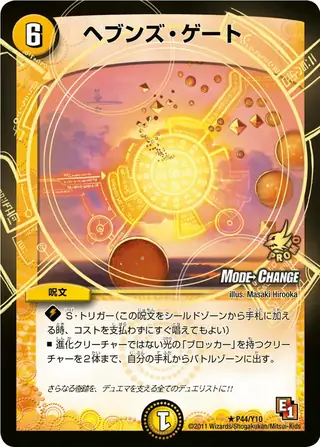 6
ヘブンズ・ゲート
PROMO
MODE CHANGE
illus. Masaki Hirooka
呪文
S・トリガー(この呪文をシールドゾーンから手札に加え
る時、コストを支払わずにすぐ唱えてもよい)
■ 進化クリーチャーではない光の「ブロッカー」を持つクリ
ーチャーを2体まで、自分の手札からバトルゾーンに出す。
さらなる極節を、デュエマを支える全てのデュエリストに!!
1
E1
★P44/Y10
©2011 Wizards/Shogakukan/Mitsui-Kids